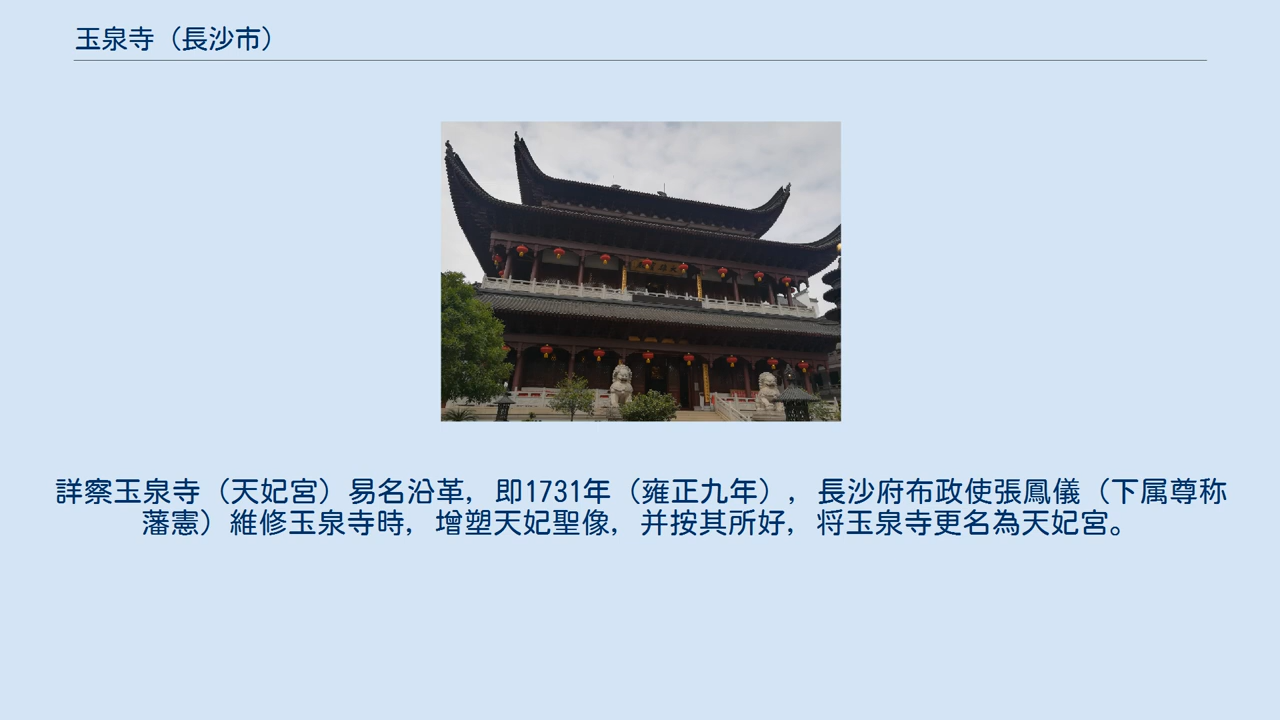 玉泉寺（長沙市）
詳察玉泉寺（天妃宮）易名沿革，即1731年（雍正九年），長沙府布政使張鳳儀（下属尊称
藩憲）維修玉泉寺時，增塑天妃聖像，并按其所好，将玉泉寺更名為天妃宮。